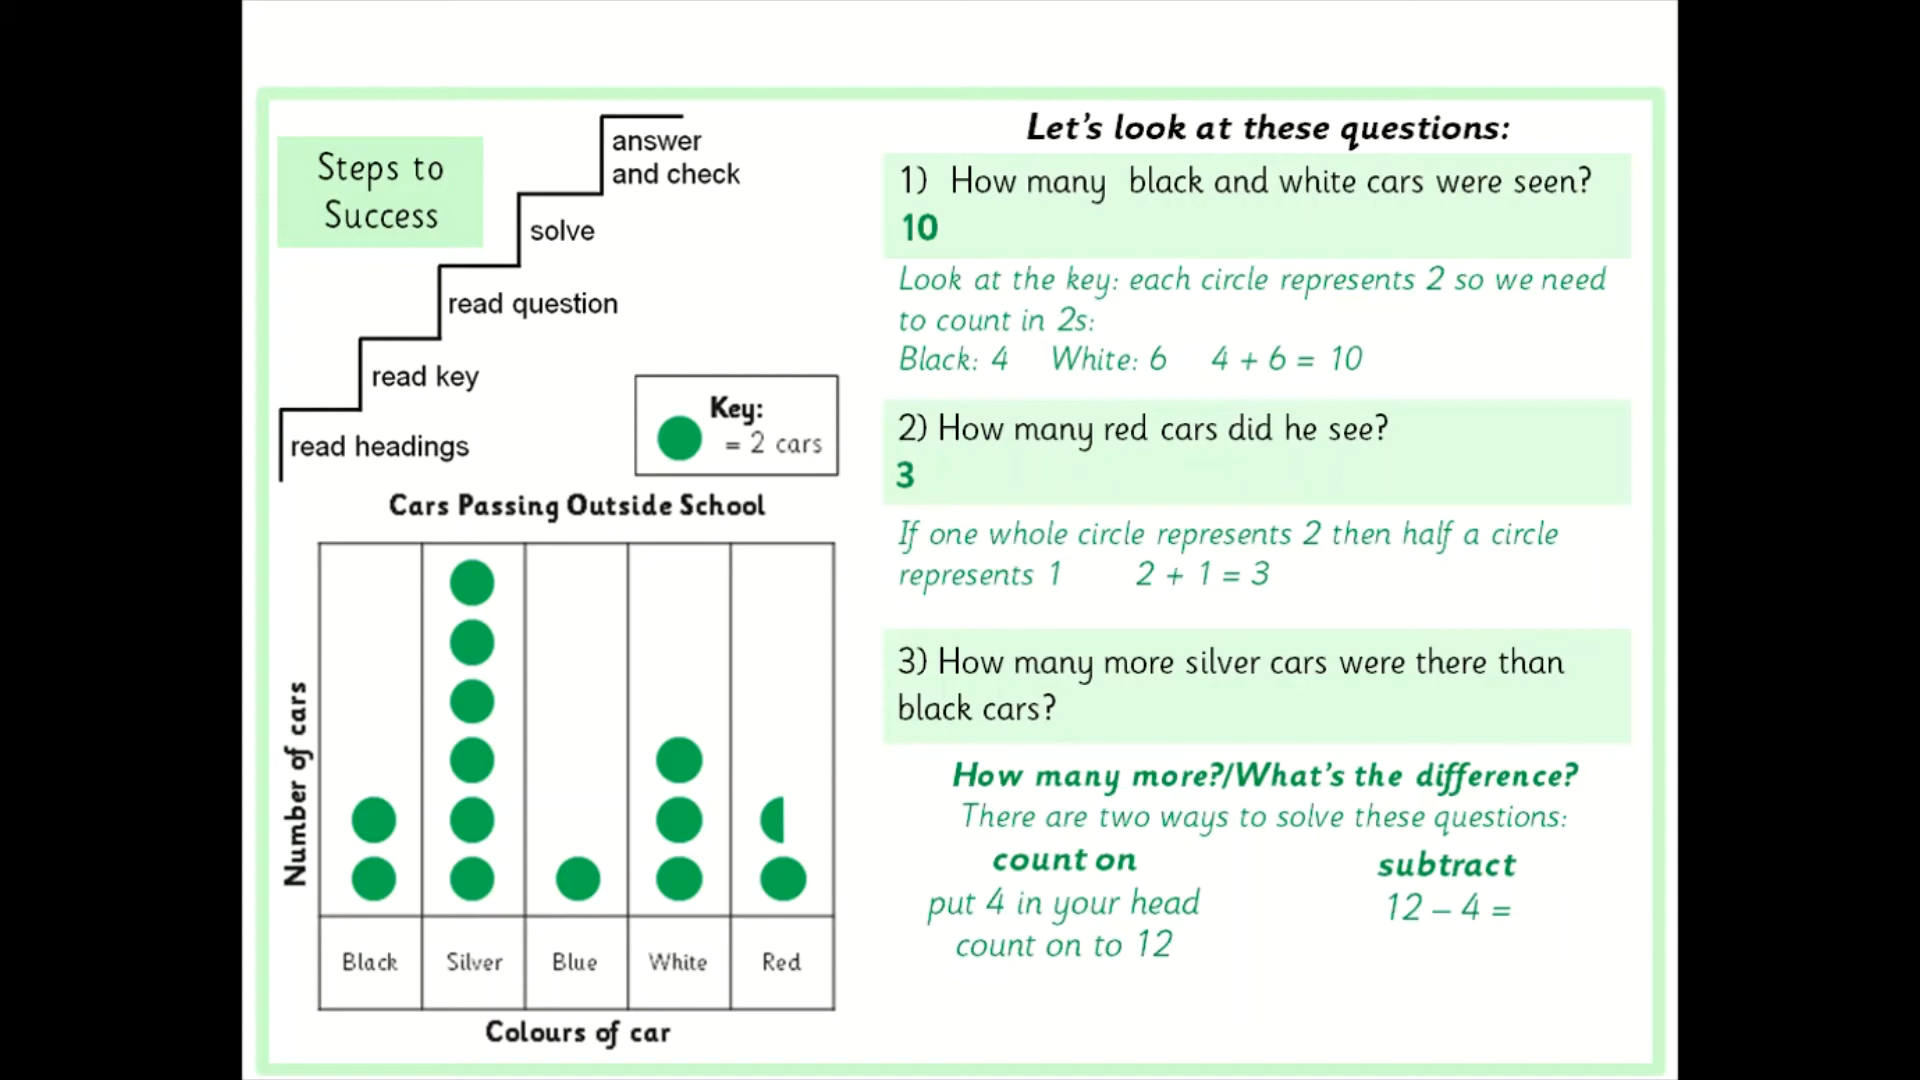 Steps to
Success
answer
and check
solve
read question
read key
read headings
Key:
= 2 cars
Cars Passing Outside School
Number of cars
Black Silver Blue White Red
Colours of car
Let's look at these questions:
1) How many black and white cars were seen?
10
Look at the key: each circle represents 2 so we need
to count in 2s:
Black: 4 White: 6 4 + 6 = 10
2) How many red cars did he see?
3
If one whole circle represents 2 then half a circle
represents 1 2 + 1 = 3
3) How many more silver cars were there than
black cars?
How many more?/What's the difference?
There are two ways to solve these questions:
count on
put 4 in your head
count on to 12
subtract
12 – 4 =